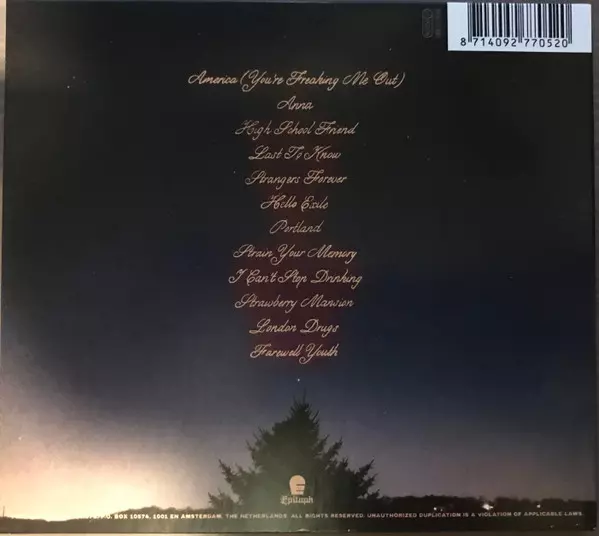 8 714092 770520
America (You're Freaking Me Out)
Anna
High School Friend
Last To Know
Strangers Forever
Hello Exile
Portland
Strain Your Memory
I Can't Stop Drinking
Strawberry Mansion
London Drugs
Farewell Youth
Epitaph
P.O. BOX 10574, 1001 EN AMSTERDAM, THE NETHERLANDS. ALL RIGHTS RESERVED. UNAUTHORIZED DUPLICATION IS A VIOLATION OF APPLICABLE LAWS.